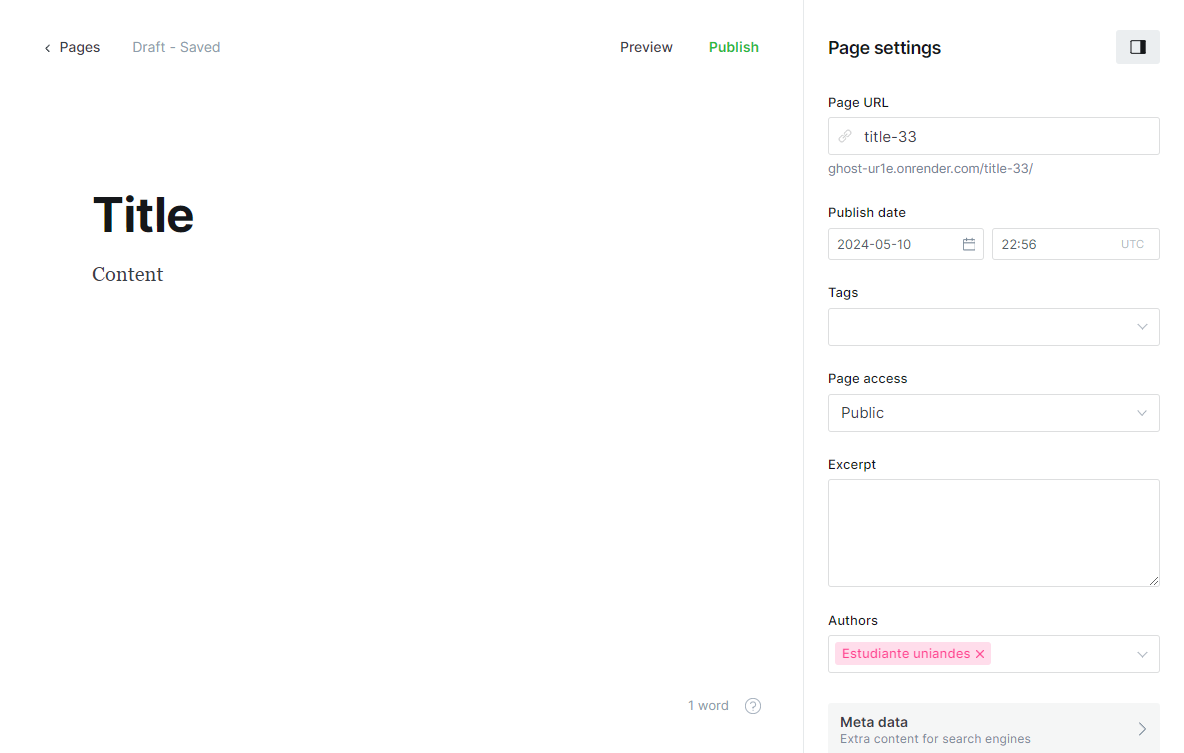 Pages Draft - Saved Preview Publish
Title
Content
1 word
Page settings
Page URL
title-33
ghost-ur1e.onrender.com/title-33/
Publish date
2024-05-10 22:56 UTC
Tags
Page access
Public
Excerpt
Authors
Estudiante uniandes
Meta data
Extra content for search engines